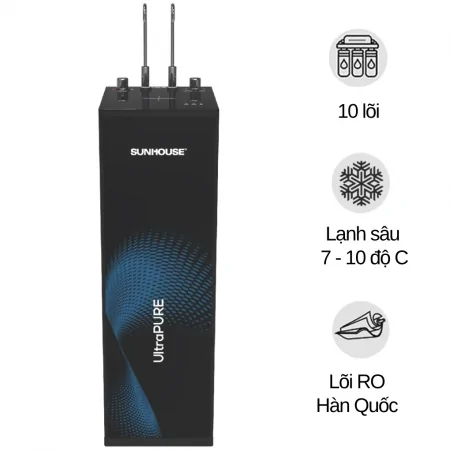 SUNHOUSE
UltraPURE
10 lõi
Lạnh sâu
7 - 10 độ C
Lõi RO
Hàn Quốc